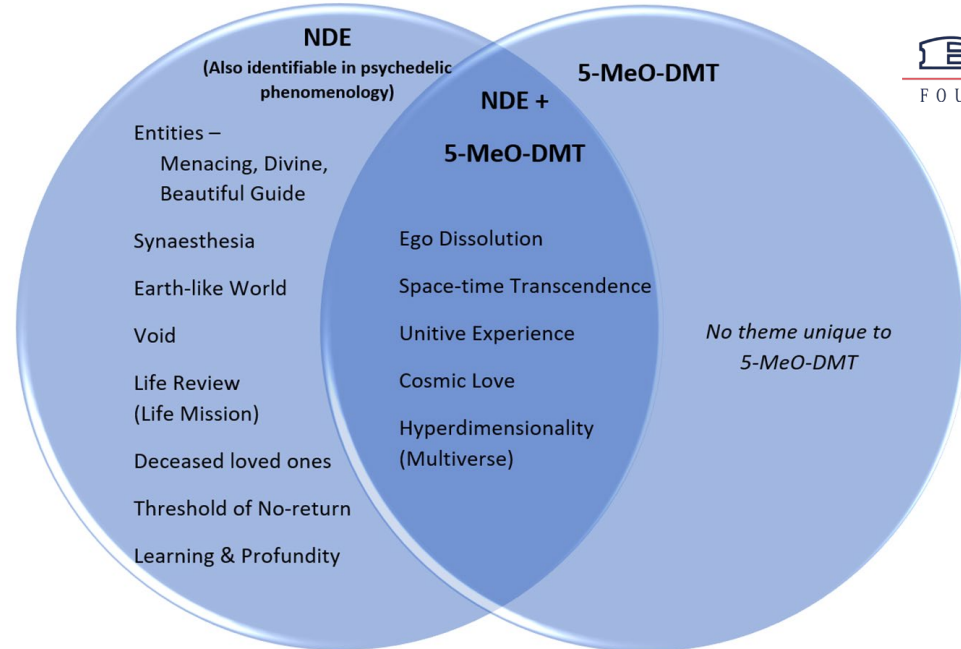 NDE
(Also identifiable in psychedelic
phenomenology)
Entities –
Menacing, Divine,
Beautiful Guide
Synaesthesia
Earth-like World
Void
Life Review
(Life Mission)
Deceased loved ones
Threshold of No-return
Learning & Profundity
NDE +
5-MeO-DMT
Ego Dissolution
Space-time Transcendence
Unitive Experience
Cosmic Love
Hyperdimensionality
(Multiverse)
5-MeO-DMT
No theme unique to
5-MeO-DMT
FOU